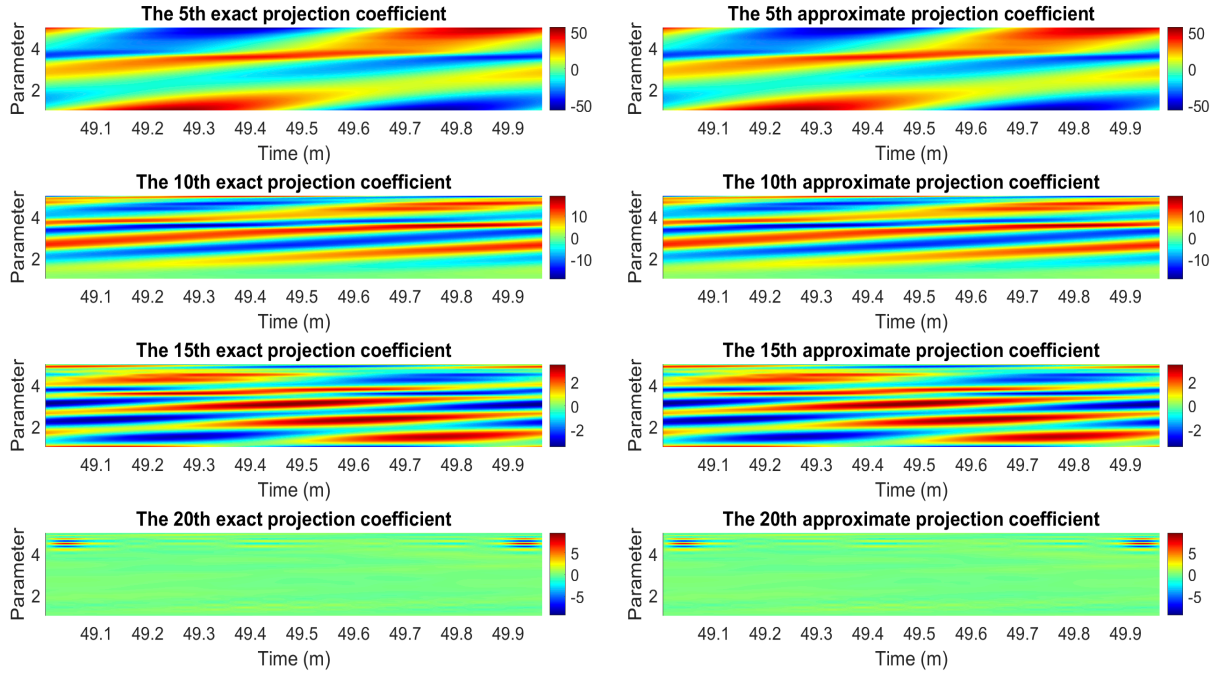 The 5th exact projection coefficient
Parameter
4
2
50
0
-50
49.1 49.2 49.3 49.4 49.5 49.6 49.7 49.8 49.9
Time (m)
The 5th approximate projection coefficient
Parameter
4
2
50
0
-50
49.1 49.2 49.3 49.4 49.5 49.6 49.7 49.8 49.9
Time (m)
The 10th exact projection coefficient
Parameter
4
2
10
0
-10
49.1 49.2 49.3 49.4 49.5 49.6 49.7 49.8 49.9
Time (m)
The 10th approximate projection coefficient
Parameter
4
2
10
0
-10
49.1 49.2 49.3 49.4 49.5 49.6 49.7 49.8 49.9
Time (m)
The 15th exact projection coefficient
Parameter
4
2
2
0
-2
49.1 49.2 49.3 49.4 49.5 49.6 49.7 49.8 49.9
Time (m)
The 15th approximate projection coefficient
Parameter
4
2
2
0
-2
49.1 49.2 49.3 49.4 49.5 49.6 49.7 49.8 49.9
Time (m)
The 20th exact projection coefficient
Parameter
4
2
5
0
-5
49.1 49.2 49.3 49.4 49.5 49.6 49.7 49.8 49.9
Time (m)
The 20th approximate projection coefficient
Parameter
4
2
5
0
-5
49.1 49.2 49.3 49.4 49.5 49.6 49.7 49.8 49.9
Time (m)